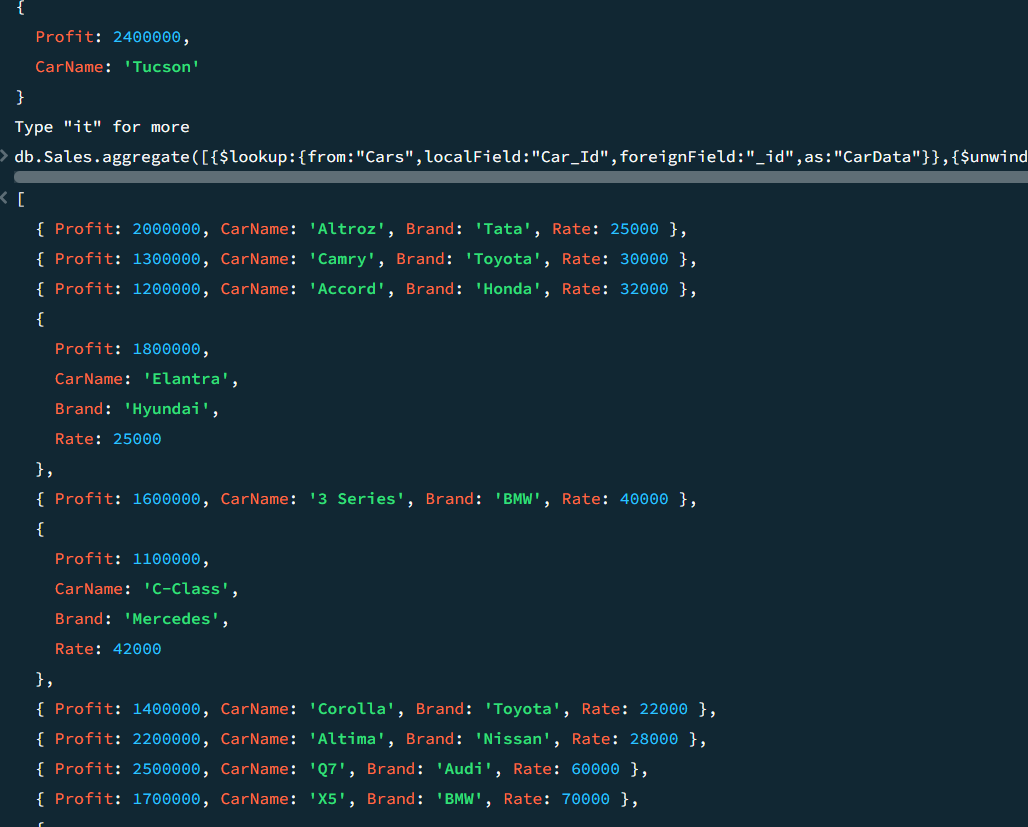 {
Profit: 2400000,
CarName: 'Tucson'
}
Type "it" for more
db.Sales.aggregate([{$lookup:{from:"Cars",localField:"Car_Id",foreignField:"_id",as:"CarData"}},{$unwind
[
{ Profit: 2000000, CarName: 'Altroz', Brand: 'Tata', Rate: 25000 },
{ Profit: 1300000, CarName: 'Camry', Brand: 'Toyota', Rate: 30000 },
{ Profit: 1200000, CarName: 'Accord', Brand: 'Honda', Rate: 32000 },
{
Profit: 1800000,
CarName: 'Elantra',
Brand: 'Hyundai',
Rate: 25000
},
{ Profit: 1600000, CarName: '3 Series', Brand: 'BMW', Rate: 40000 },
{
Profit: 1100000,
CarName: 'C-Class',
Brand: 'Mercedes',
Rate: 42000
},
{ Profit: 1400000, CarName: 'Corolla', Brand: 'Toyota', Rate: 22000 },
{ Profit: 2200000, CarName: 'Altima', Brand: 'Nissan', Rate: 28000 },
{ Profit: 2500000, CarName: 'Q7', Brand: 'Audi', Rate: 60000 },
{ Profit: 1700000, CarName: 'X5', Brand: 'BMW', Rate: 70000 },
{